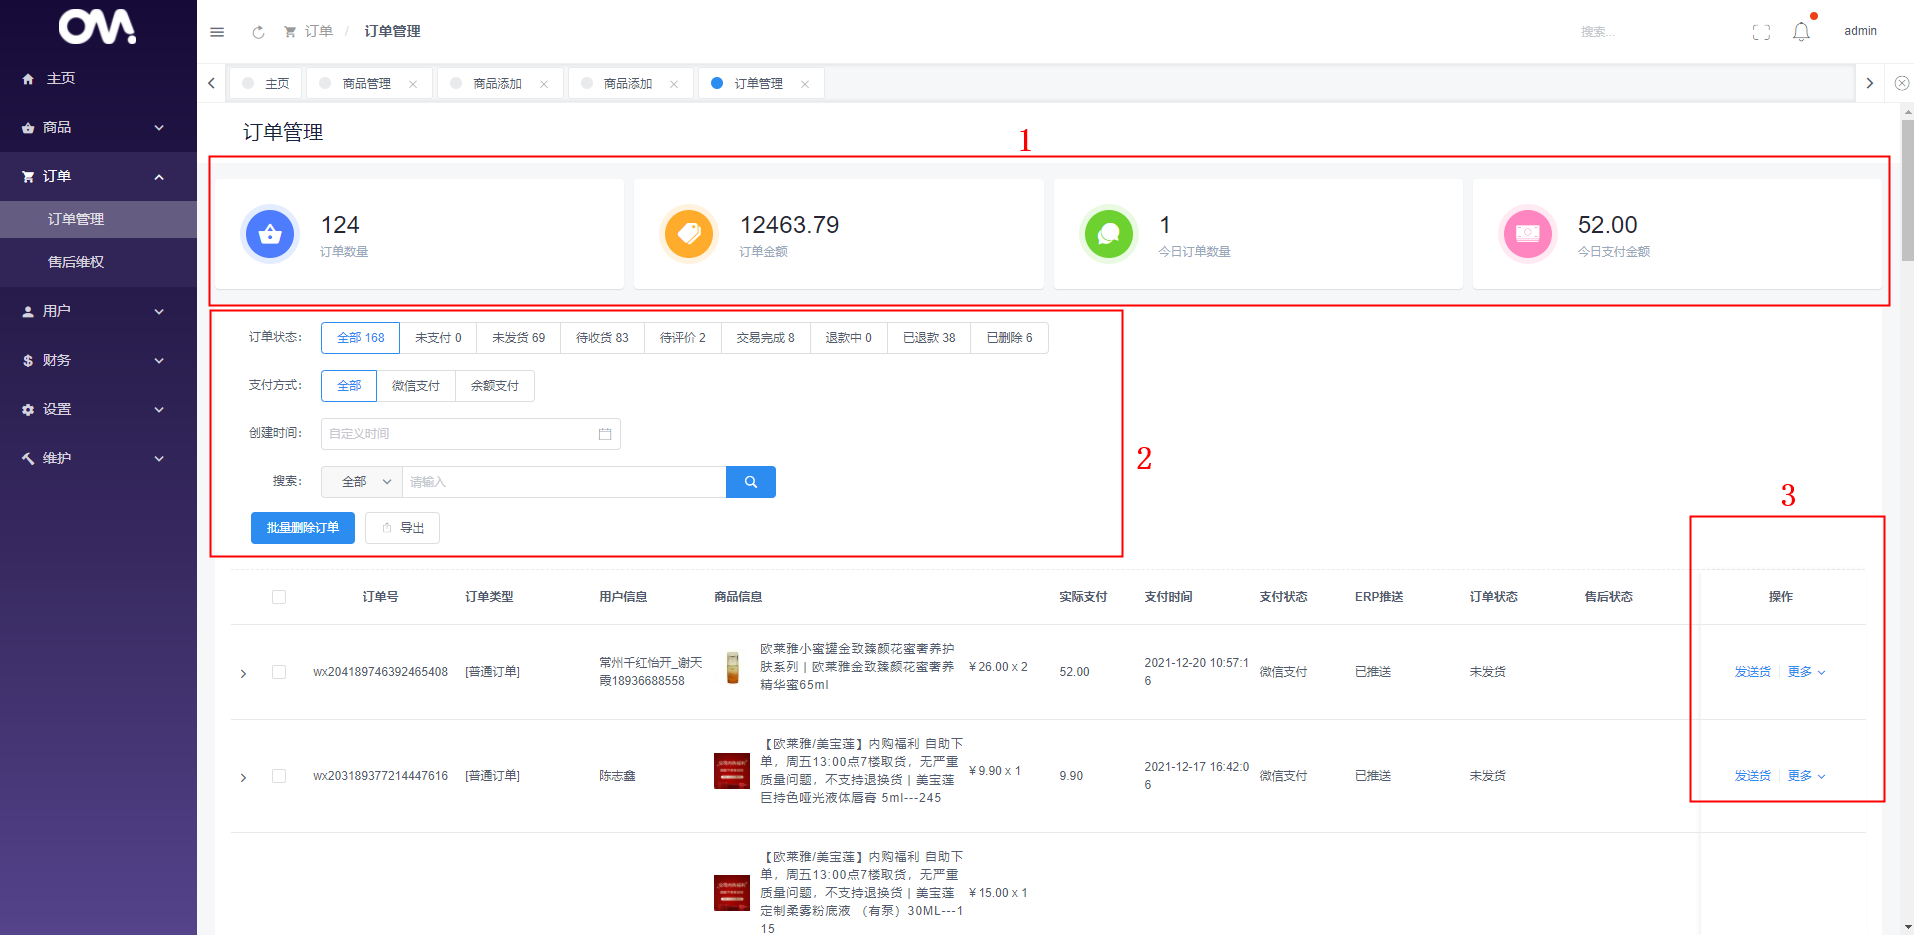 OM.
主页
商品
订单
订单管理
售后维权
用户
财务
设置
维护
订单 / 订单管理
搜索...
admin
主页
商品管理
商品添加
商品添加
订单管理
订单管理
1
124
订单数量
12463.79
订单金额
1
今日订单数量
52.00
今日支付金额
2
订单状态： 全部 168 未支付 0 未发货 69 待收货 83 待评价 2 交易完成 8 退款中 0 已退款 38 已删除 6
支付方式： 全部 微信支付 余额支付
创建时间： 自定义时间
搜索： 全部 请输入
批量删除订单 导出
3
订单号 订单类型 用户信息 商品信息 实际支付 支付时间 支付状态 ERP推送 订单状态 售后状态 操作
wx204189746392465408 [普通订单]
常州千红怡开_谢天
霞18936688558
欧莱雅小蜜罐金致臻颜花蜜奢养护
肤系列 | 欧莱雅金致臻颜花蜜奢养
精华蜜65ml
￥26.00 x 2
52.00
2021-12-20 10:57:1
6
微信支付 已推送 未发货 发送货 更多
wx203189377214447616 [普通订单] 陈志鑫
【欧莱雅/美宝莲】内购福利 自助下
单，周五13:00点7楼取货，无严重
质量问题，不支持退换货 | 美宝莲
巨持色哑光液体唇膏 5ml---245
￥9.90 x 1
9.90
2021-12-17 16:42:0
6
微信支付 已推送 未发货 发送货 更多
【欧莱雅/美宝莲】内购福利 自助下
单，周五13:00点7楼取货，无严重
质量问题，不支持退换货 | 美宝莲
定制柔雾粉底液 （有泵）30ML---1
15
￥15.00 x 1